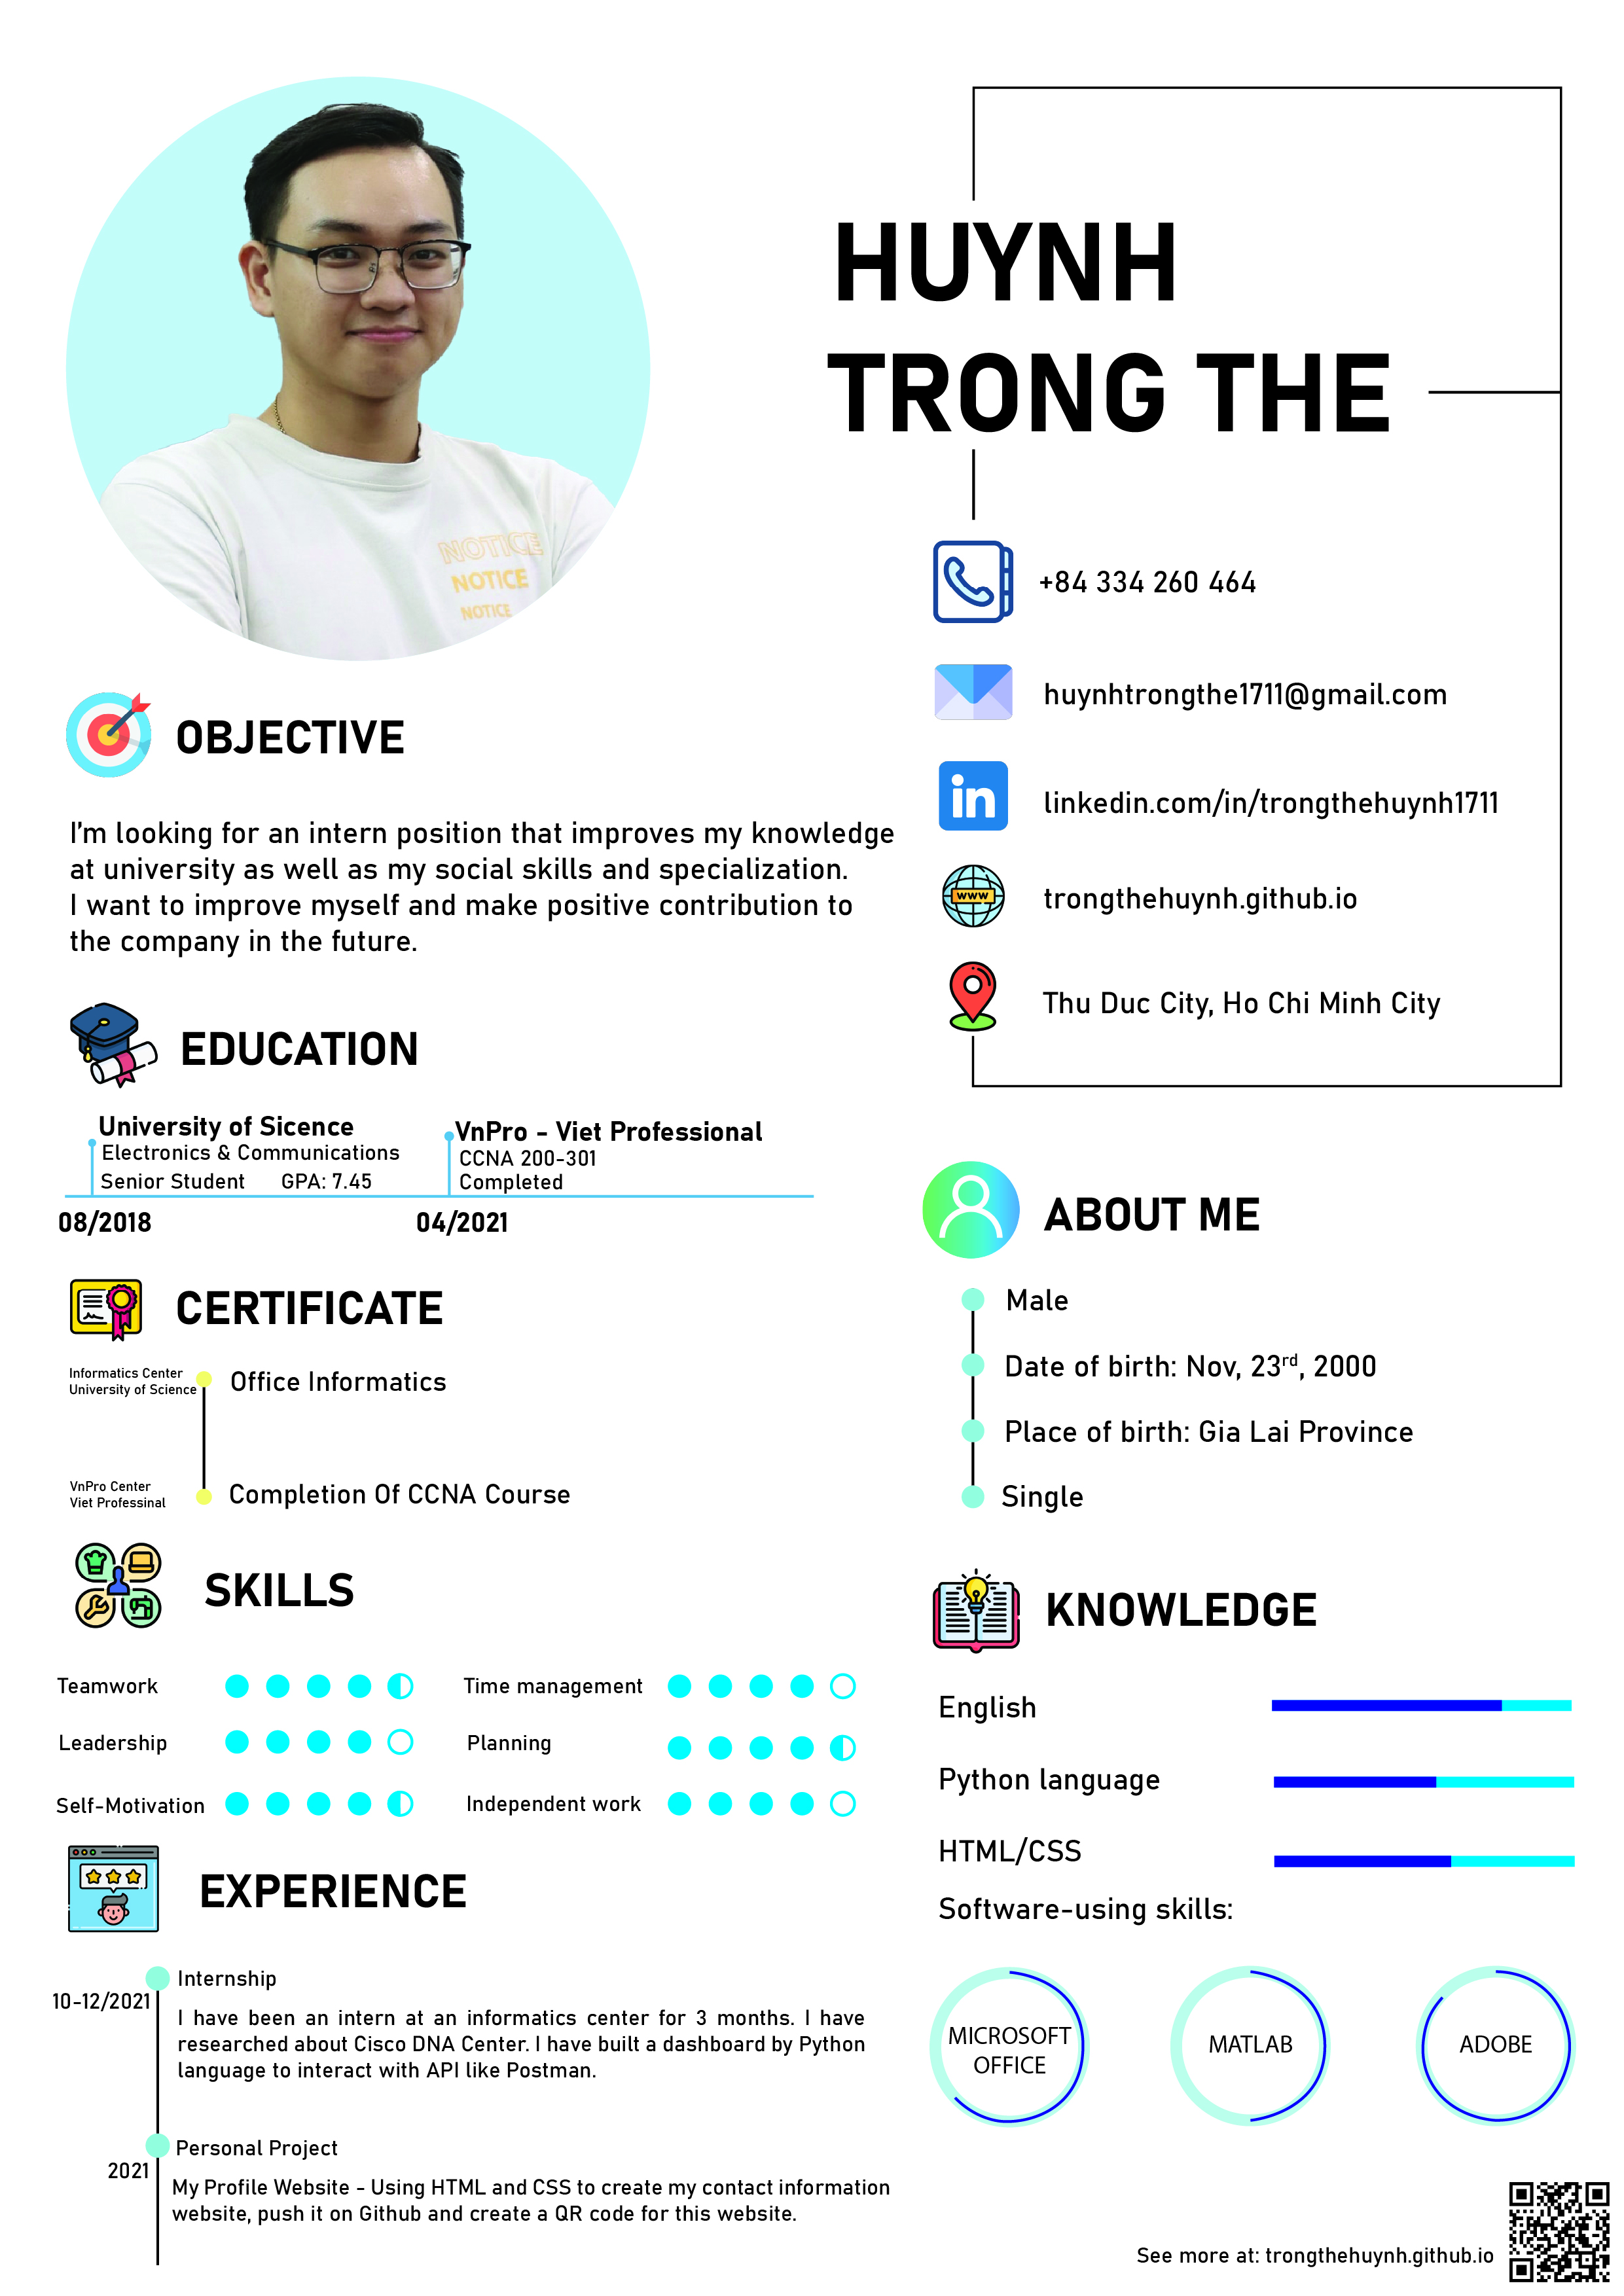 HUYNH
TRONG THE
+84 334 260 464
huynhtrongthe1711@gmail.com
in
linkedin.com/in/trongthehuynh1711
WWW
trongthehuynh.github.io
Thu Duc City, Ho Chi Minh City
NOTICE
NOTICE
NOTICE
OBJECTIVE
I'm looking for an intern position that improves my knowledge
at university as well as my social skills and specialization.
I want to improve myself and make positive contribution to
the company in the future.
EDUCATION
University of Sicence
Electronics & Communications
Senior Student GPA: 7.45
08/2018
VnPro - Viet Professional
CCNA 200-301
Completed
04/2021
CERTIFICATE
Informatics Center
University of Science
Office Informatics
VnPro Center
Viet Professinal
Completion Of CCNA Course
SKILLS
Teamwork
Time management
Leadership
Planning
Self-Motivation
Independent work
EXPERIENCE
10-12/2021
Internship
I have been an intern at an informatics center for 3 months. I have
researched about Cisco DNA Center. I have built a dashboard by Python
language to interact with API like Postman.
2021
Personal Project
My Profile Website - Using HTML and CSS to create my contact information
website, push it on Github and create a QR code for this website.
ABOUT ME
Male
Date of birth: Nov, 23rd, 2000
Place of birth: Gia Lai Province
Single
KNOWLEDGE
English
Python language
HTML/CSS
Software-using skills:
MICROSOFT
OFFICE
MATLAB
ADOBE
See more at: trongthehuynh.github.io